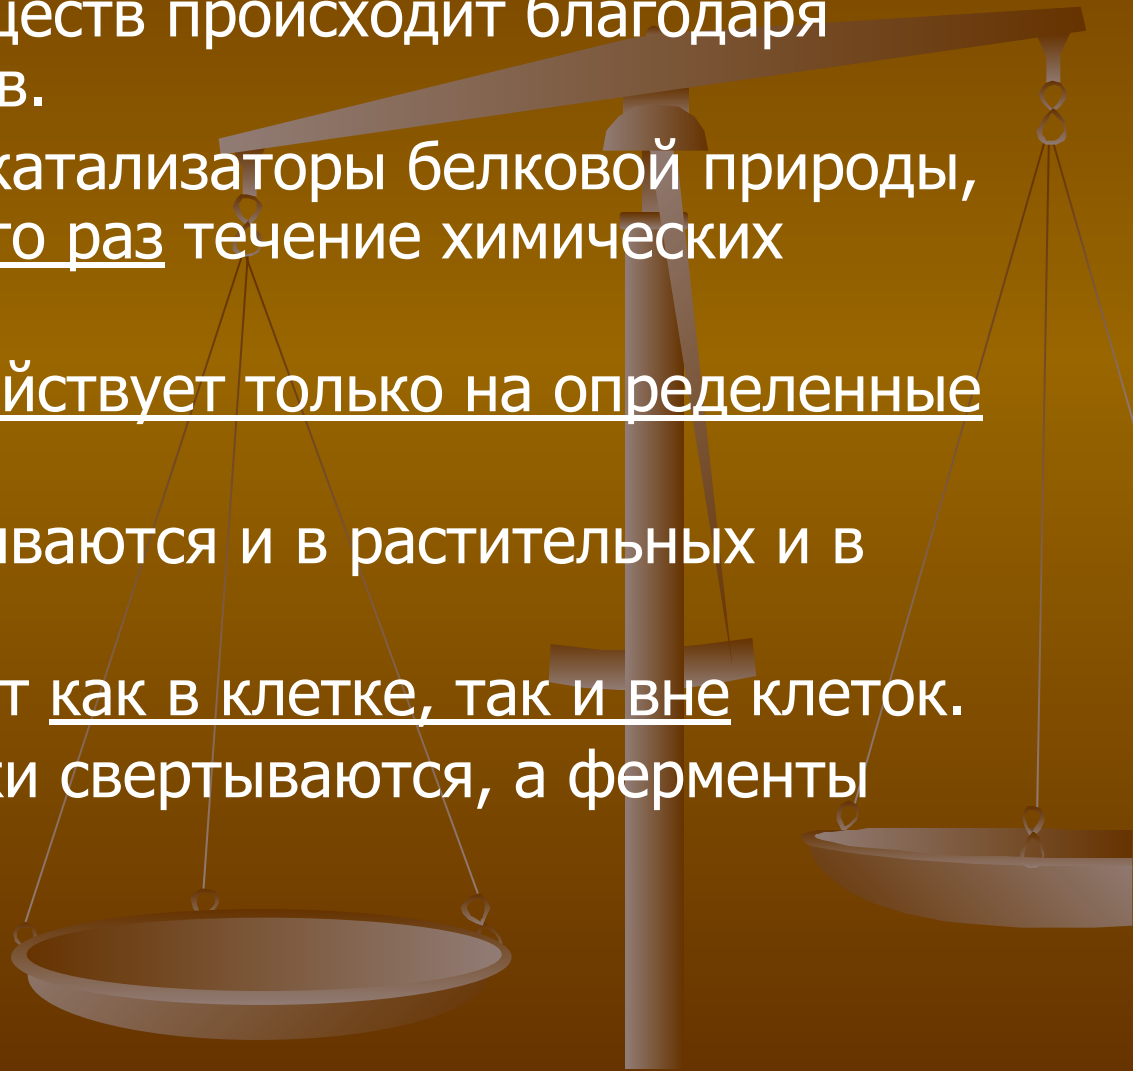 ществ происходит благодаря
в.
катализаторы белковой природы,
го раз течение химических
йствует только на определенные
ваются и в растительных и в
т как в клетке, так и вне клеток.
ки свертываются, а ферменты